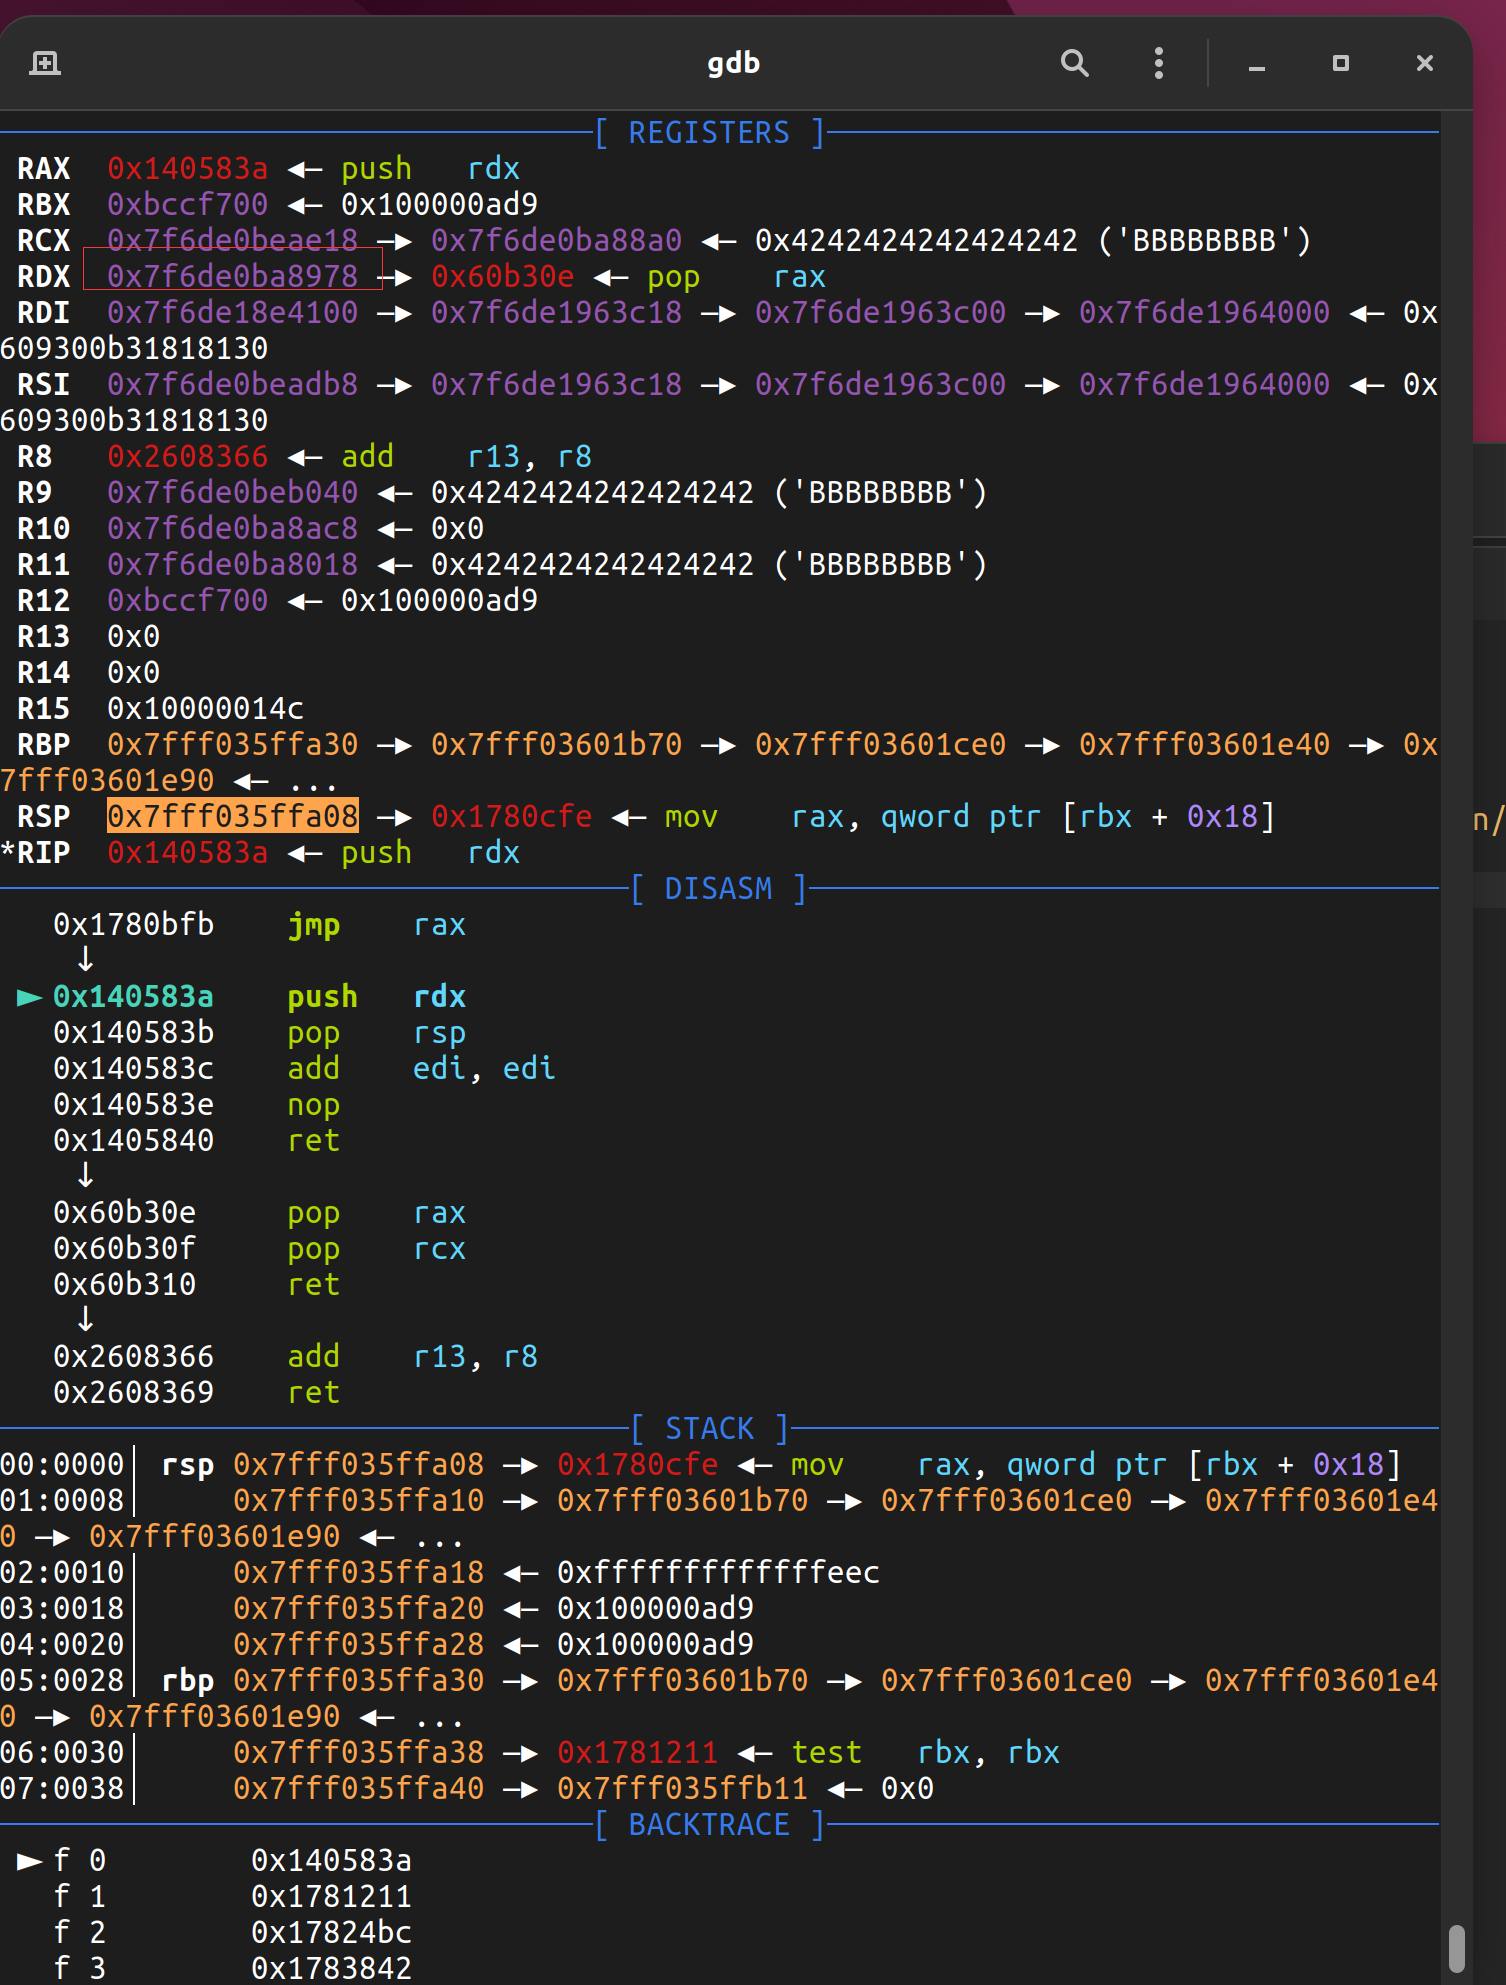 gdb
[ REGISTERS ]
RAX 0x140583a ◂— push rdx
RBX 0xbccf700 ◂— 0x100000ad9
RCX 0x7f6de0beae18 —▸ 0x7f6de0ba88a0 ◂— 0x4242424242424242 ('BBBBBBBB')
RDX 0x7f6de0ba8978 —▸ 0x60b30e ◂— pop rax
RDI 0x7f6de18e4100 —▸ 0x7f6de1963c18 —▸ 0x7f6de1963c00 —▸ 0x7f6de1964000 ◂— 0x
609300b31818130
RSI 0x7f6de0beadb8 —▸ 0x7f6de1963c18 —▸ 0x7f6de1963c00 —▸ 0x7f6de1964000 ◂— 0x
609300b31818130
R8 0x2608366 ◂— add r13, r8
R9 0x7f6de0beb040 ◂— 0x4242424242424242 ('BBBBBBBB')
R10 0x7f6de0ba8ac8 ◂— 0x0
R11 0x7f6de0ba8018 ◂— 0x4242424242424242 ('BBBBBBBB')
R12 0xbccf700 ◂— 0x100000ad9
R13 0x0
R14 0x0
R15 0x10000014c
RBP 0x7fff035ffa30 —▸ 0x7fff03601b70 —▸ 0x7fff03601ce0 —▸ 0x7fff03601e40 —▸ 0x
7fff03601e90 ◂— ...
RSP 0x7fff035ffa08 —▸ 0x1780cfe ◂— mov rax, qword ptr [rbx + 0x18]
*RIP 0x140583a ◂— push rdx
n/
[ DISASM ]
0x1780bfb jmp rax
↓
► 0x140583a push rdx
0x140583b pop rsp
0x140583c add edi, edi
0x140583e nop
0x1405840 ret
↓
0x60b30e pop rax
0x60b30f pop rcx
0x60b310 ret
↓
0x2608366 add r13, r8
0x2608369 ret
[ STACK ]
00:0000│ rsp 0x7fff035ffa08 —▸ 0x1780cfe ◂— mov rax, qword ptr [rbx + 0x18]
01:0008│ 0x7fff035ffa10 —▸ 0x7fff03601b70 —▸ 0x7fff03601ce0 —▸ 0x7fff03601e4
0 —▸ 0x7fff03601e90 ◂— ...
02:0010│ 0x7fff035ffa18 ◂— 0xfffffffffffffeec
03:0018│ 0x7fff035ffa20 ◂— 0x100000ad9
04:0020│ 0x7fff035ffa28 ◂— 0x100000ad9
05:0028│ rbp 0x7fff035ffa30 —▸ 0x7fff03601b70 —▸ 0x7fff03601ce0 —▸ 0x7fff03601e4
0 —▸ 0x7fff03601e90 ◂— ...
06:0030│ 0x7fff035ffa38 —▸ 0x1781211 ◂— test rbx, rbx
07:0038│ 0x7fff035ffa40 —▸ 0x7fff035ffb11 ◂— 0x0
[ BACKTRACE ]
► f 0 0x140583a
f 1 0x1781211
f 2 0x17824bc
f 3 0x1783842